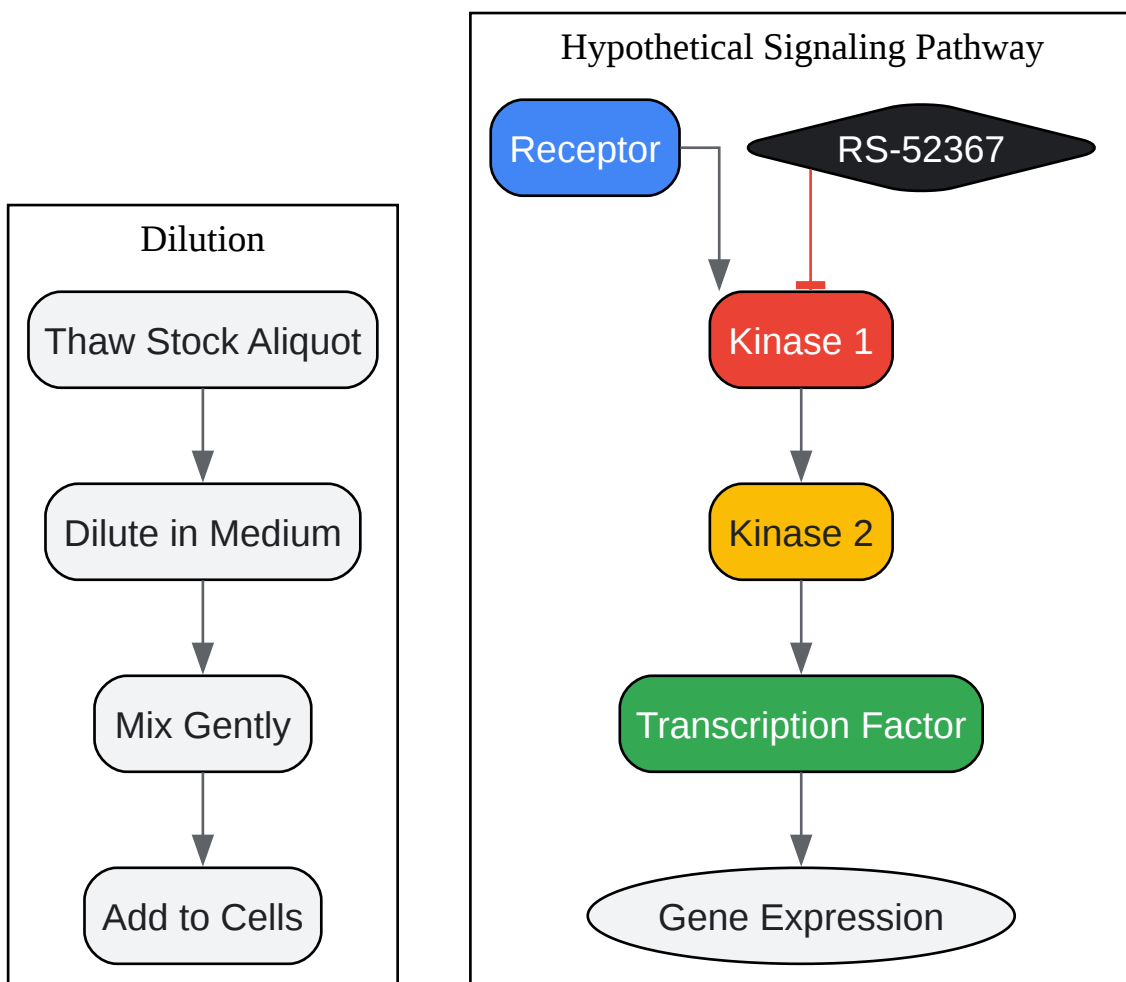 Dilution
Thaw Stock Aliquot
Dilute in Medium
Mix Gently
Add to Cells
Hypothetical Signaling Pathway
Receptor
RS-52367
Kinase 1
Kinase 2
Transcription Factor
Gene Expression